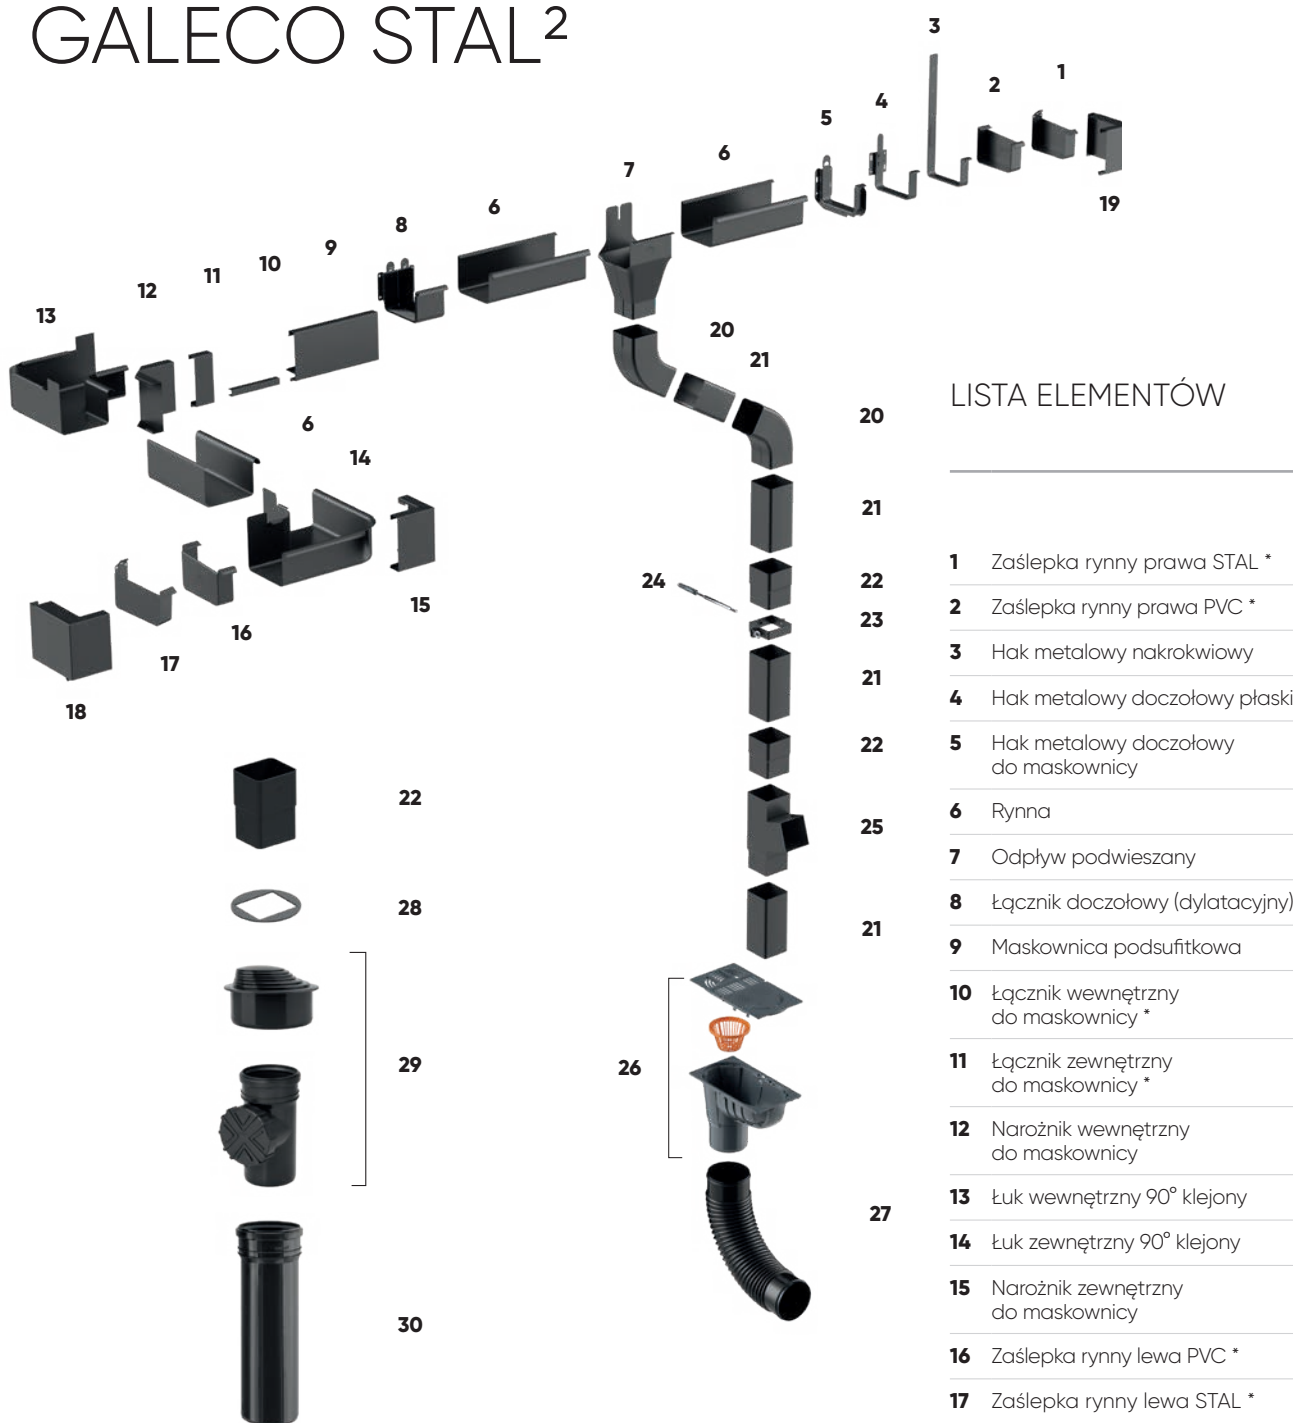 GALECO STAL²
3
1
2
4
5
6
7
19
6
8
9
10
11
12
13
20
21
20
6
14
21
24
22
15
23
16
17
21
18
22
22
25
28
21
29
26
27
30
LISTA ELEMENTÓW
1 Zaślepka rynny prawa STAL *
2 Zaślepka rynny prawa PVC *
3 Hak metalowy nakrokwiowy
4 Hak metalowy doczołowy płaski
5 Hak metalowy doczołowy
do maskownicy
6 Rynna
7 Odpływ podwieszany
8 Łącznik doczołowy (dylatacyjny)
9 Maskownica podsufitkowa
10 Łącznik wewnętrzny
do maskownicy *
11 Łącznik zewnętrzny
do maskownicy *
12 Narożnik wewnętrzny
do maskownicy
13 Łuk wewnętrzny 90° klejony
14 Łuk zewnętrzny 90° klejony
15 Narożnik zewnętrzny
do maskownicy
16 Zaślepka rynny lewa PVC *
17 Zaślepka rynny lewa STAL *